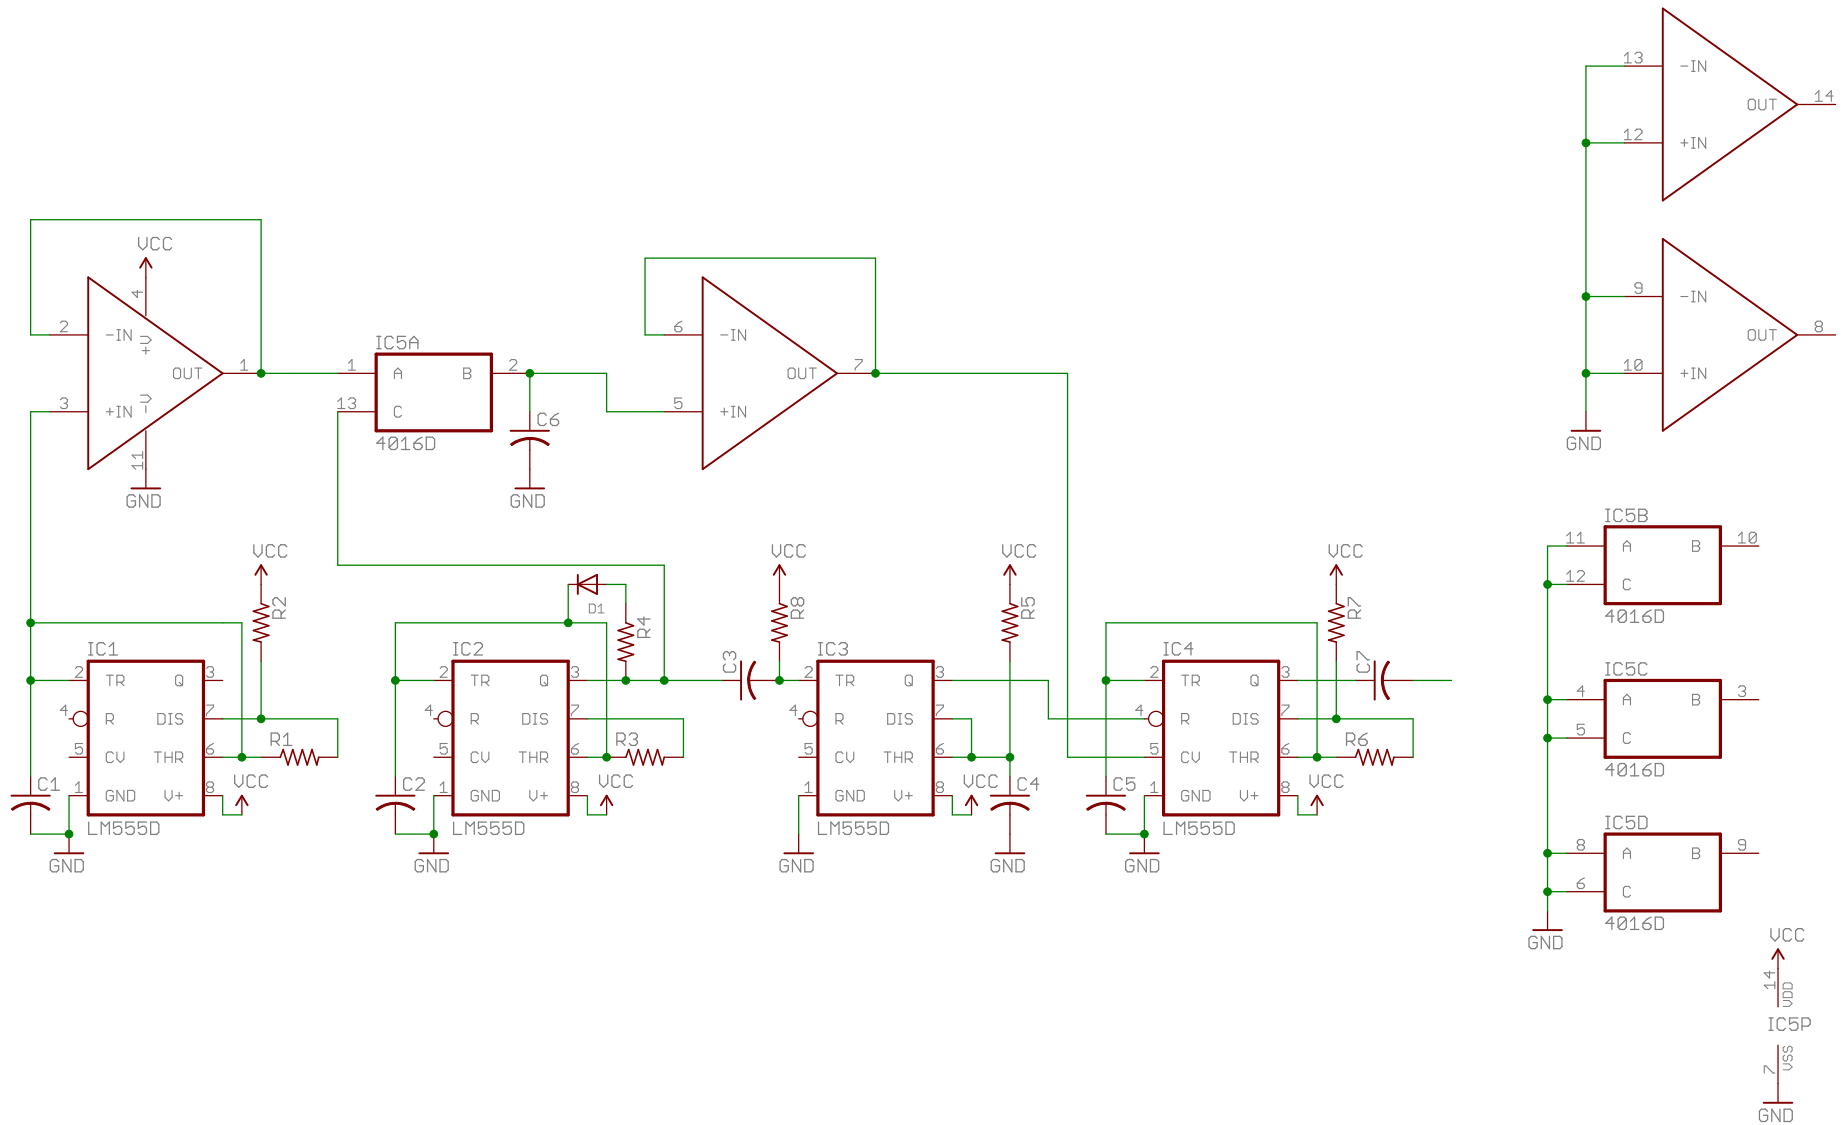 13 -IN
OUT 14
12 +IN
VCC
4
2 -IN
+V
OUT 1
3 +IN
-V
11
GND
IC5A
1 A B 2
13 C
4016D
C6
GND
6 -IN
OUT 7
5 +IN
9 -IN
OUT 8
10 +IN
GND
VCC
R2
IC1
2 TR Q 3
4 R DIS 7
5 CV THR 6
1 GND V+ 8
LM555D
R1
VCC
C1
GND
D1
R4
IC2
2 TR Q 3
4 R DIS 7
5 CV THR 6
1 GND V+ 8
LM555D
R3
VCC
C2
GND
C3
VCC
R8
IC3
2 TR Q 3
4 R DIS 7
5 CV THR 6
1 GND V+ 8
LM555D
GND
VCC
R5
VCC
C4
GND
IC4
2 TR Q 3
4 R DIS 7
5 CV THR 6
1 GND V+ 8
LM555D
C5
GND
VCC
R7
C7
R6
VCC
IC5B
11 A B 10
12 C
4016D
IC5C
4 A B 3
5 C
4016D
IC5D
8 A B 9
6 C
4016D
GND
VCC
14
VDD
IC5P
7
VSS
GND